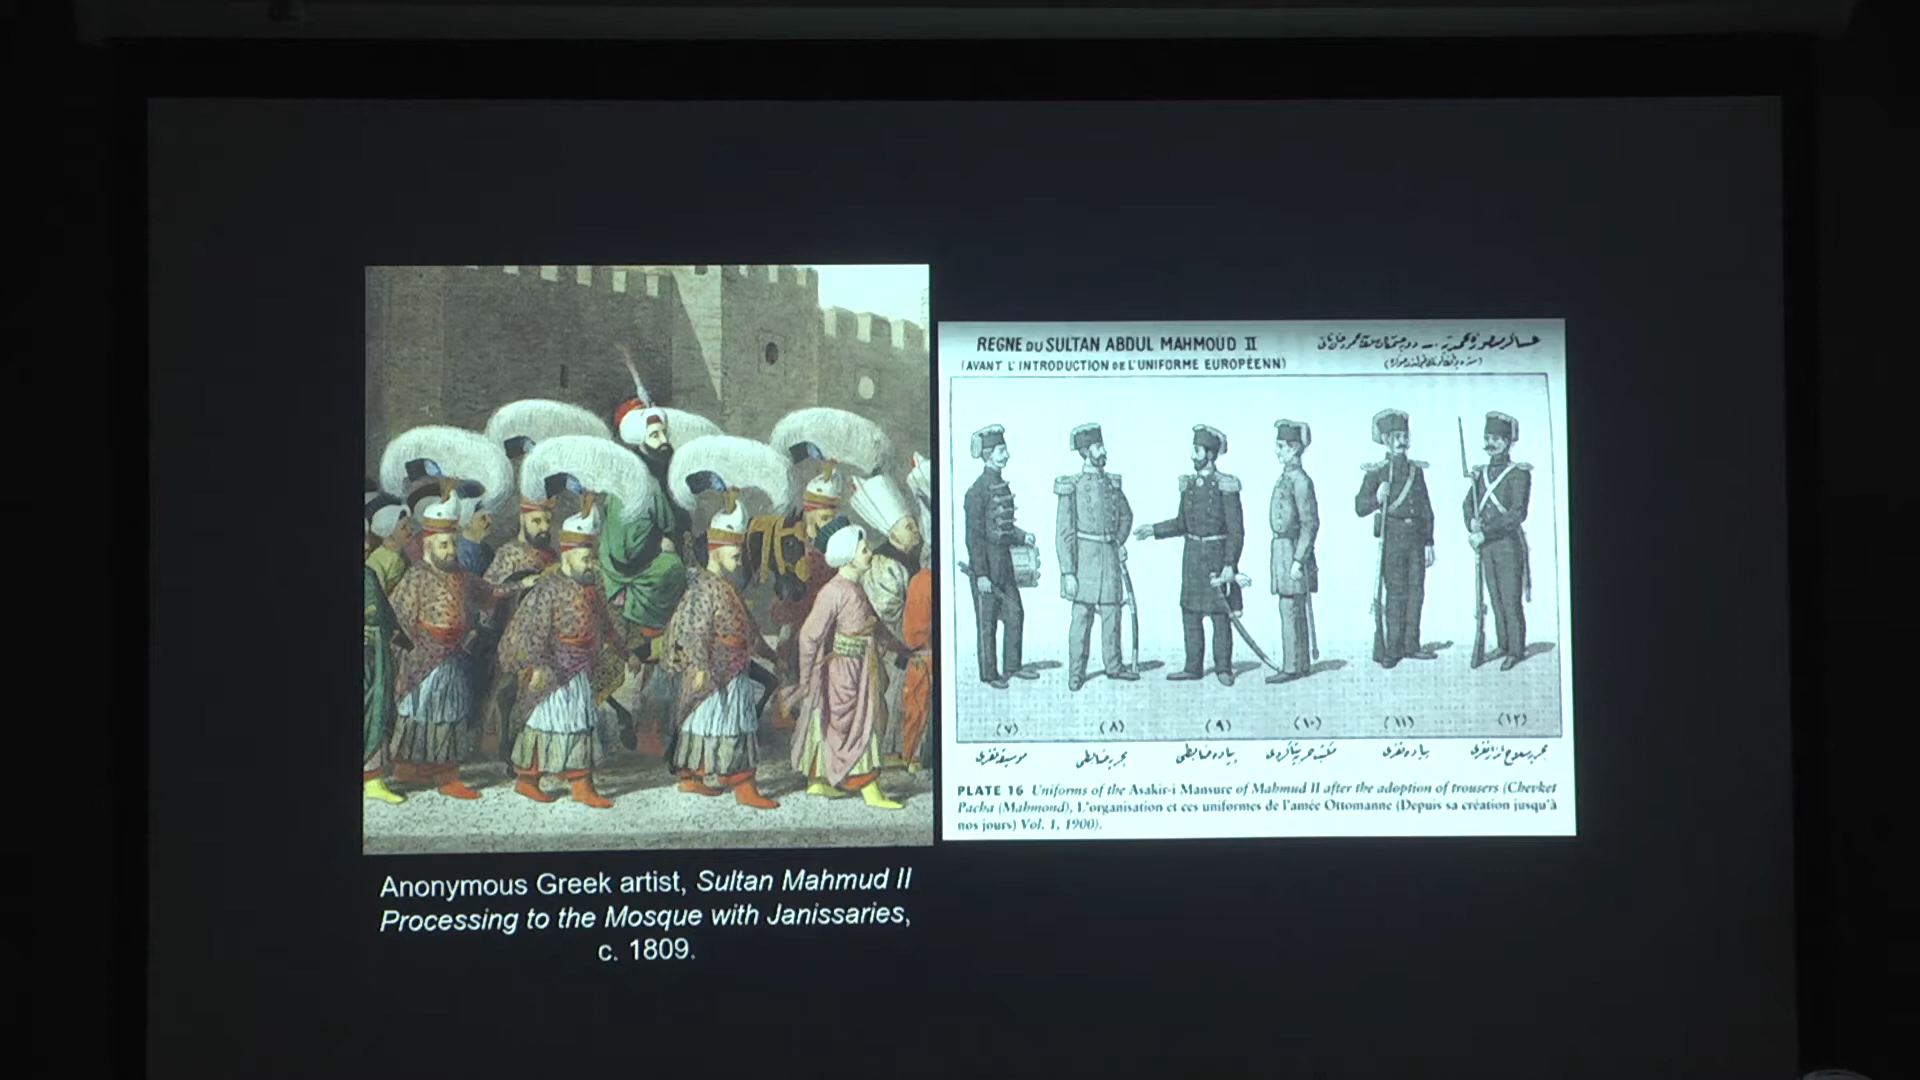 Anonymous Greek artist, Sultan Mahmud II
Processing to the Mosque with Janissaries,
c. 1809.
REGNE DU SULTAN ABDUL MAHMOUD II
(AVANT L'INTRODUCTION DE L'UNIFORME EUROPÉENN)
(٧) (٨) (٩) (١٠) (١١) (١٢)
PLATE 16 Uniforms of the Asakir-i Mansure of Mahmud II after the adoption of trousers (Chevket
Pacha (Mahmond), L'organisation et ces uniformes de l'amée Ottomanne (Depuis sa création jusqu'à
nos jours) Vol. 1, 1900).